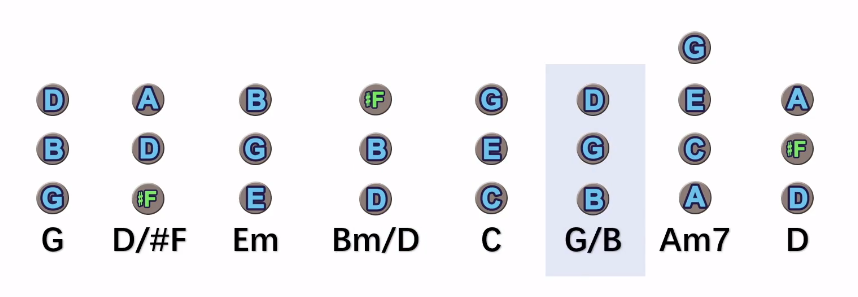 G
D A B #F G D E A
B D G B E G C #F
G #F E D C B A D
G D/#F Em Bm/D C G/B Am7 D